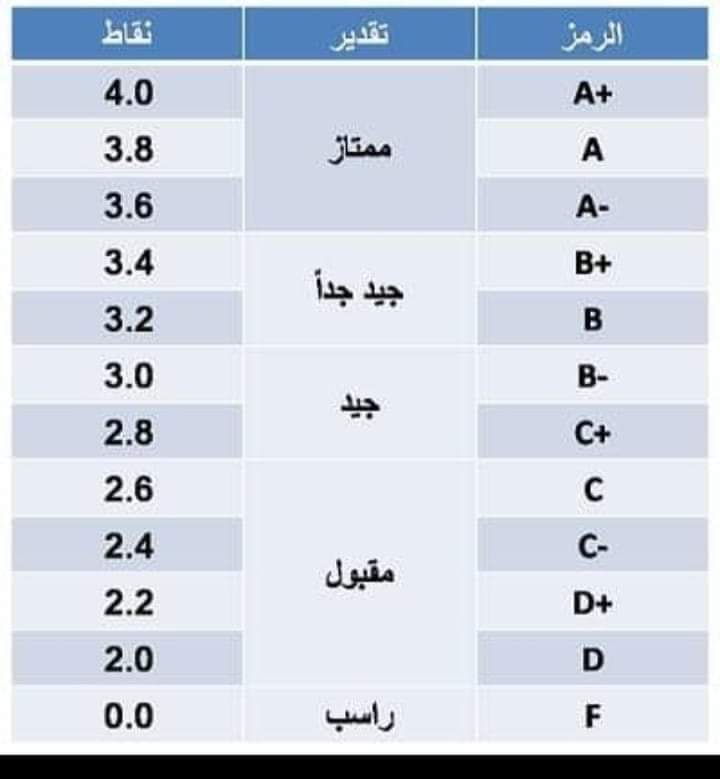 الرمز تقدير نقاط
A+ ممتاز 4.0
A 3.8
A- 3.6
B+ جيد جداً 3.4
B 3.2
B- جيد 3.0
C+ 2.8
C مقبول 2.6
C- 2.4
D+ 2.2
D 2.0
F راسب 0.0